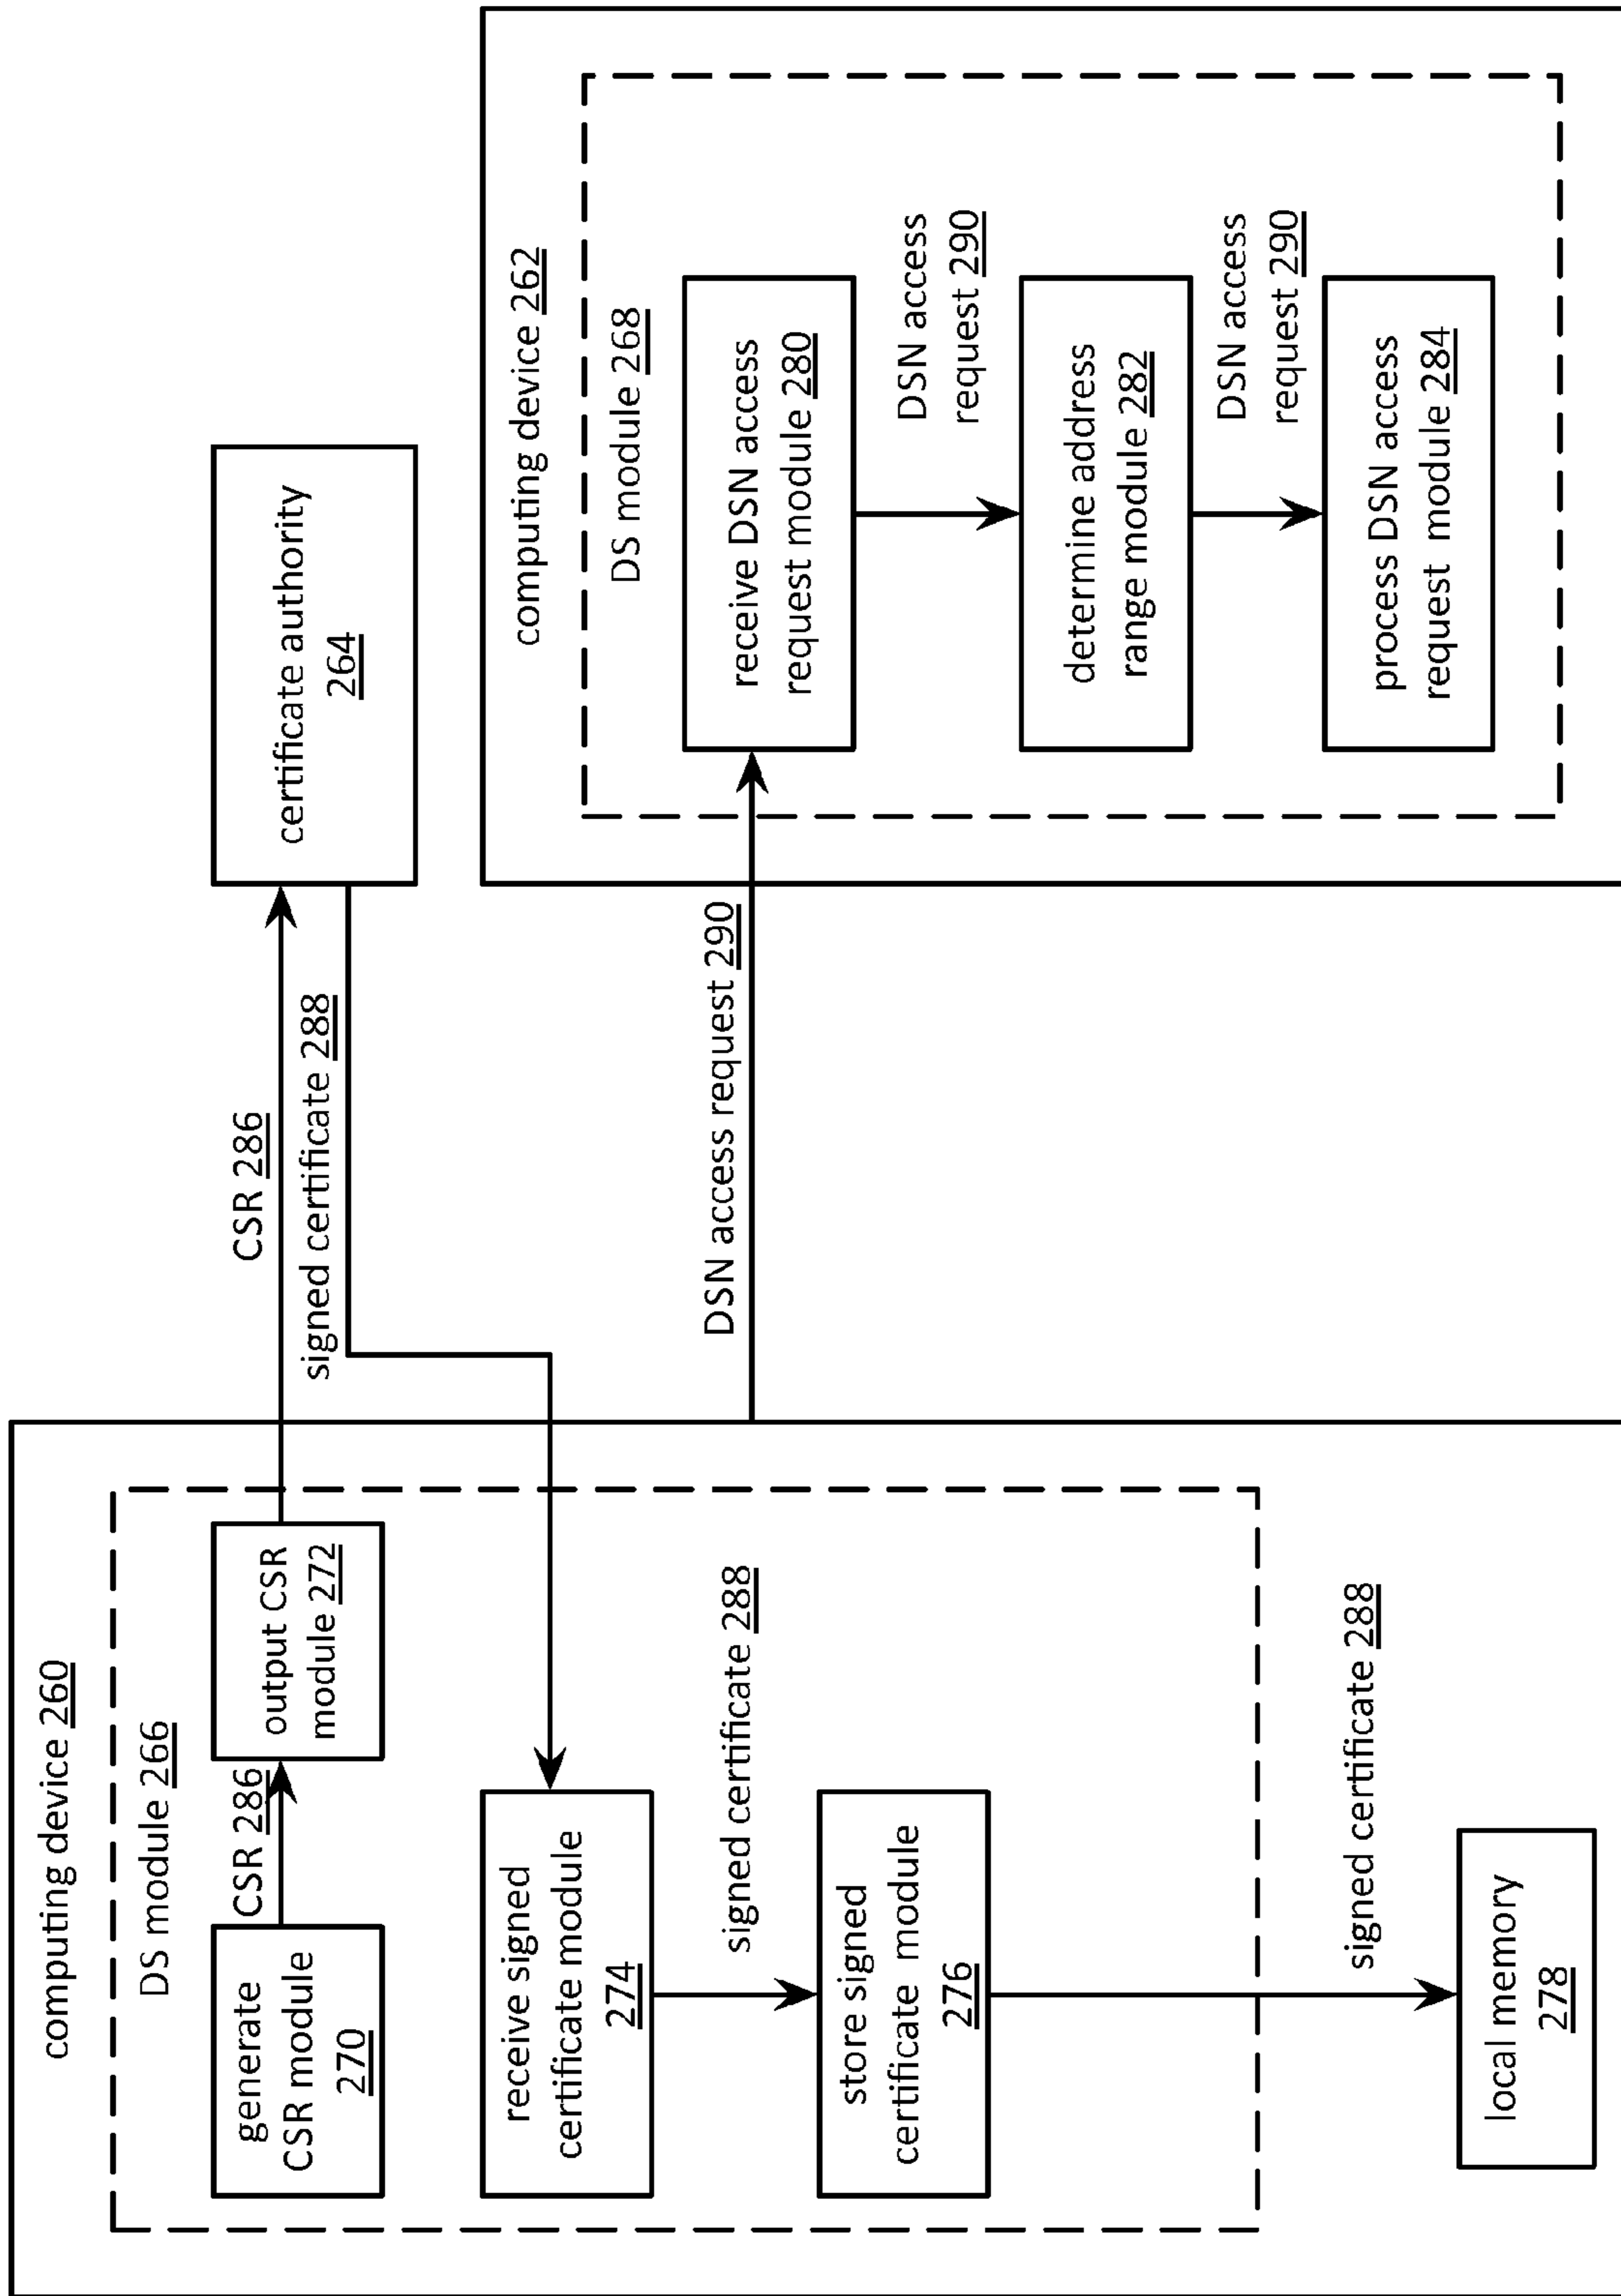 computing device 260
DS module 266
generate
CSR module
270
CSR 286
output CSR
module 272
CSR 286
signed certificate 288
certificate authority
264
receive signed
certificate module
274
signed certificate 288
store signed
certificate module
276
signed certificate 288
local memory
278
DSN access request 290
computing device 262
DS module 268
receive DSN access
request module 280
DSN access
request 290
determine address
range module 282
DSN access
request 290
process DSN access
request module 284